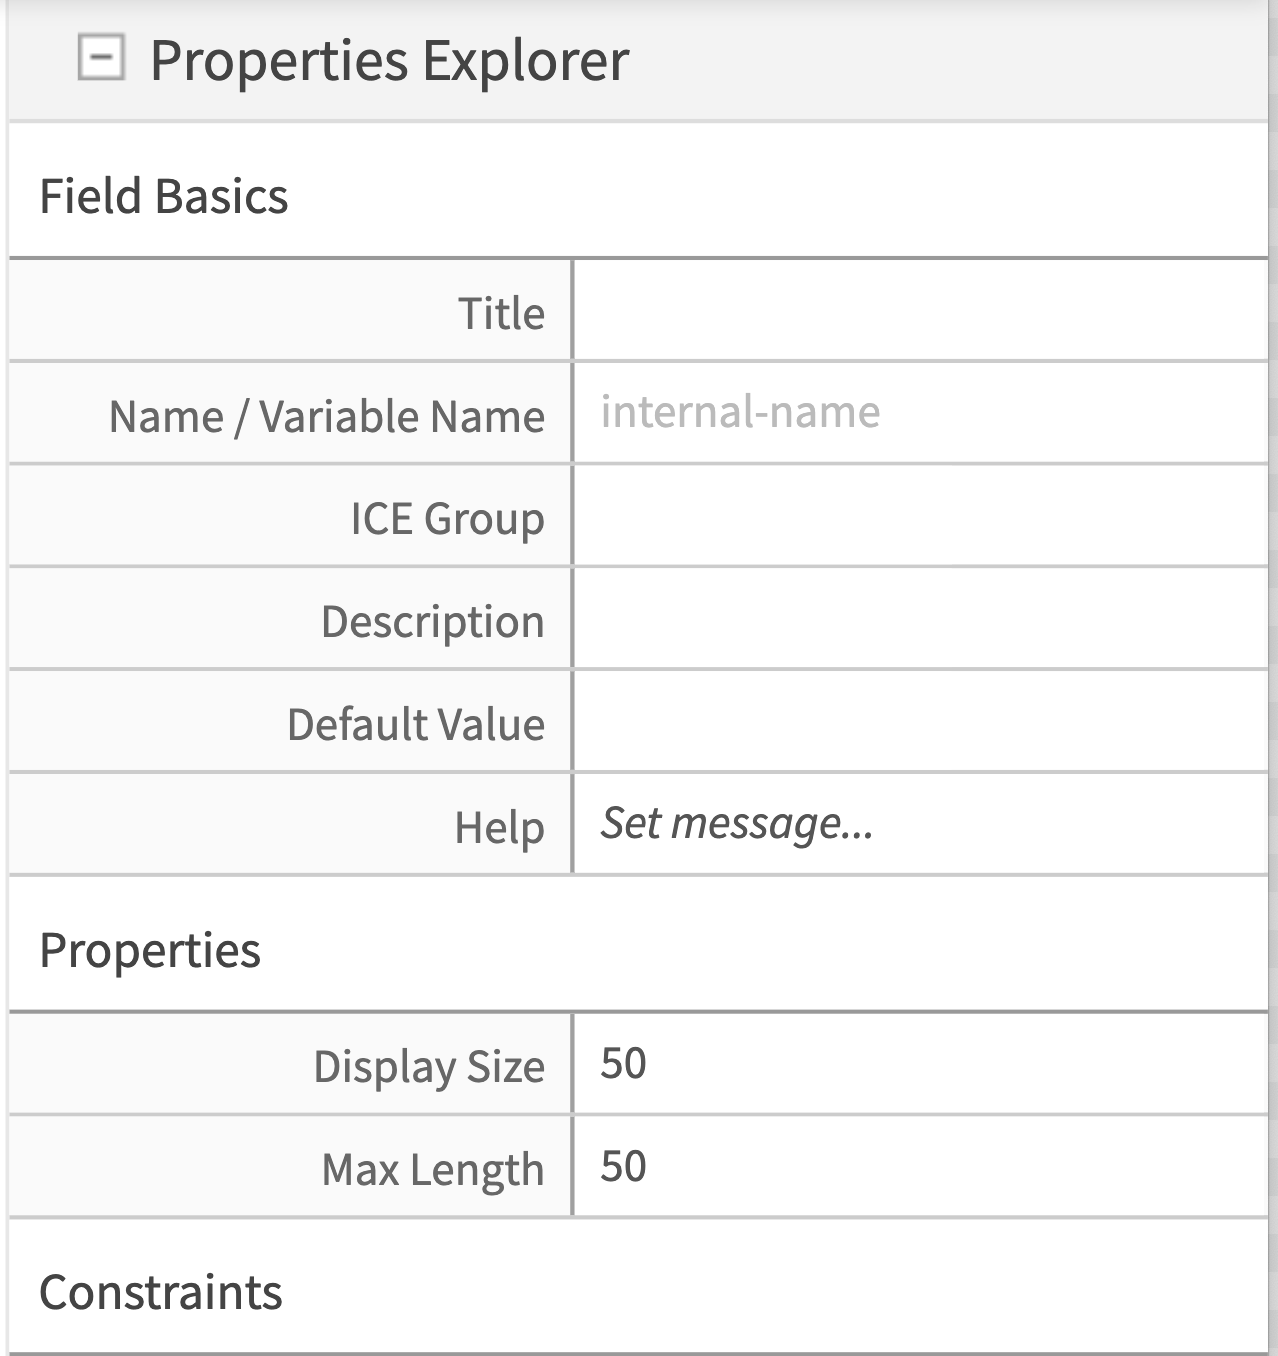 Properties Explorer
Field Basics
Title
Name / Variable Name internal-name
ICE Group
Description
Default Value
Help Set message...
Properties
Display Size 50
Max Length 50
Constraints